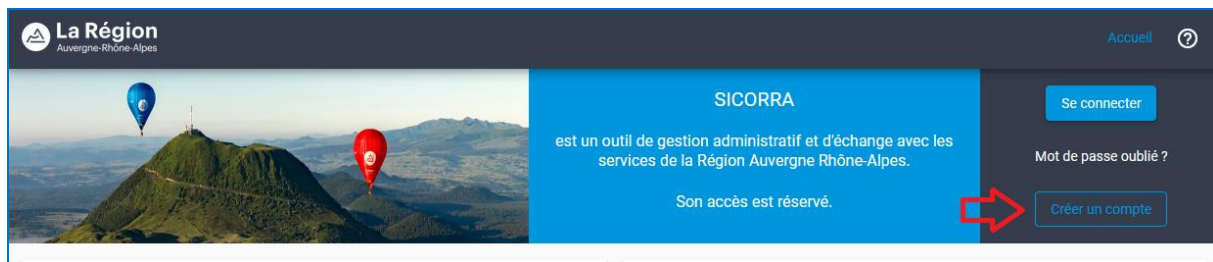 La Région
Auvergne-Rhône-Alpes
Accueil
SICORRA
est un outil de gestion administratif et d'échange avec les
services de la Région Auvergne Rhône-Alpes.
Son accès est réservé.
Se connecter
Mot de passe oublié ?
Créer un compte